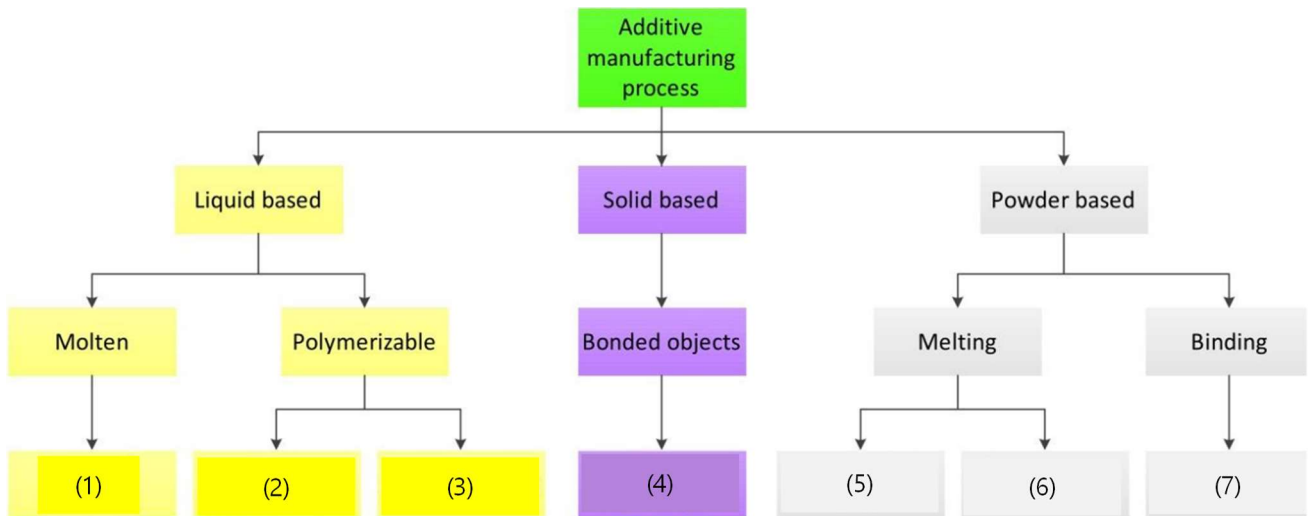 Additive
manufacturing
process
Liquid based
Solid based
Powder based
Molten
Polymerizable
Bonded objects
Melting
Binding
(1)
(2)
(3)
(4)
(5)
(6)
(7)